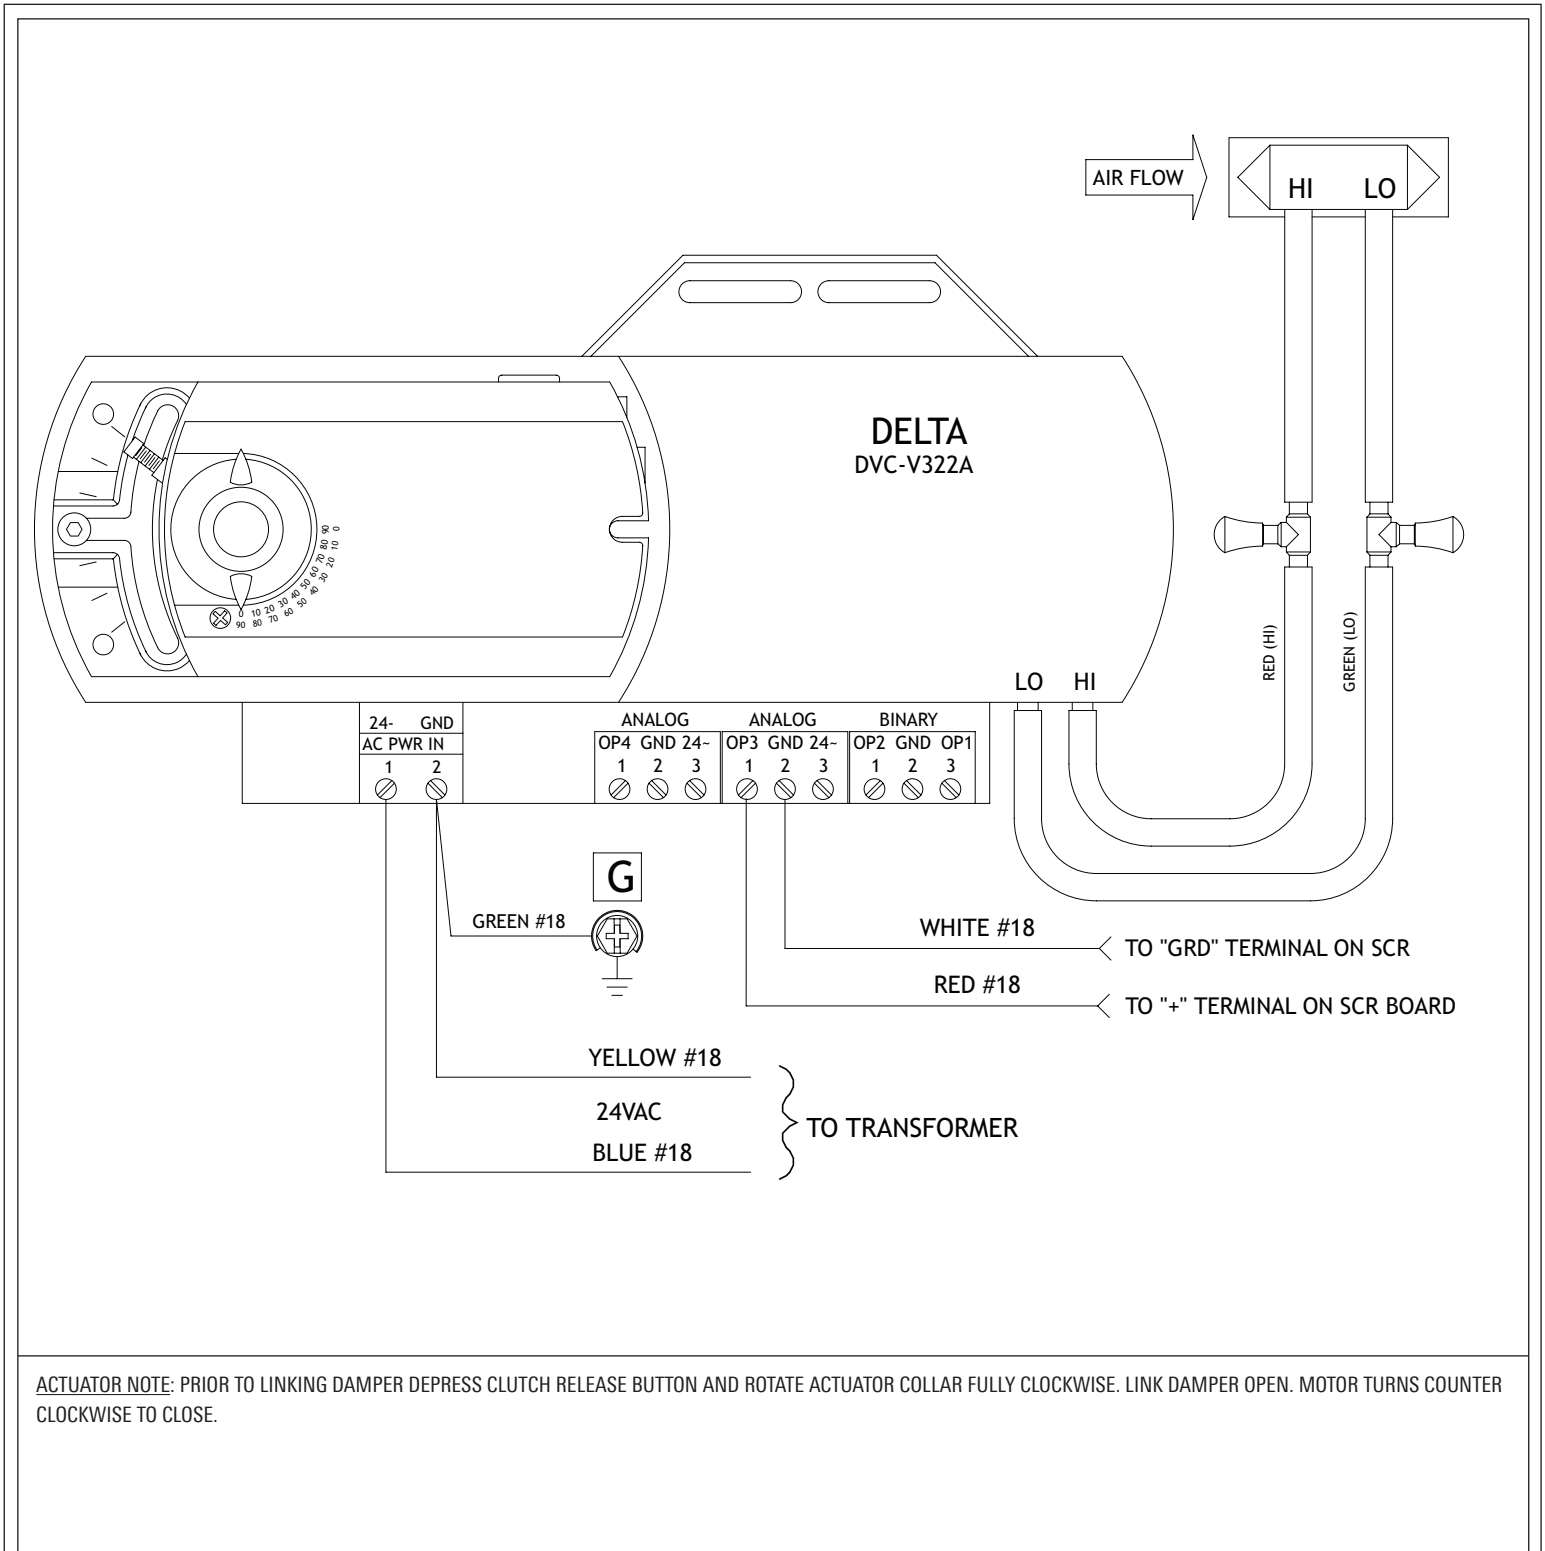 AIR FLOW
HI LO
DELTA
DVC-V322A
90 80 70 60 50 40 30 20 10 0
0 10 20 30 40 50 60 70 80 90
RED (HI)
GREEN (LO)
LO HI
24- GND
AC PWR IN
1 2
ANALOG
OP4 GND 24~
1 2 3
ANALOG
OP3 GND 24~
1 2 3
BINARY
OP2 GND OP1
1 2 3
G
GREEN #18
WHITE #18
TO "GRD" TERMINAL ON SCR
RED #18
TO "+" TERMINAL ON SCR BOARD
YELLOW #18
24VAC
BLUE #18
TO TRANSFORMER
ACTUATOR NOTE: PRIOR TO LINKING DAMPER DEPRESS CLUTCH RELEASE BUTTON AND ROTATE ACTUATOR COLLAR FULLY CLOCKWISE. LINK DAMPER OPEN. MOTOR TURNS COUNTER
CLOCKWISE TO CLOSE.